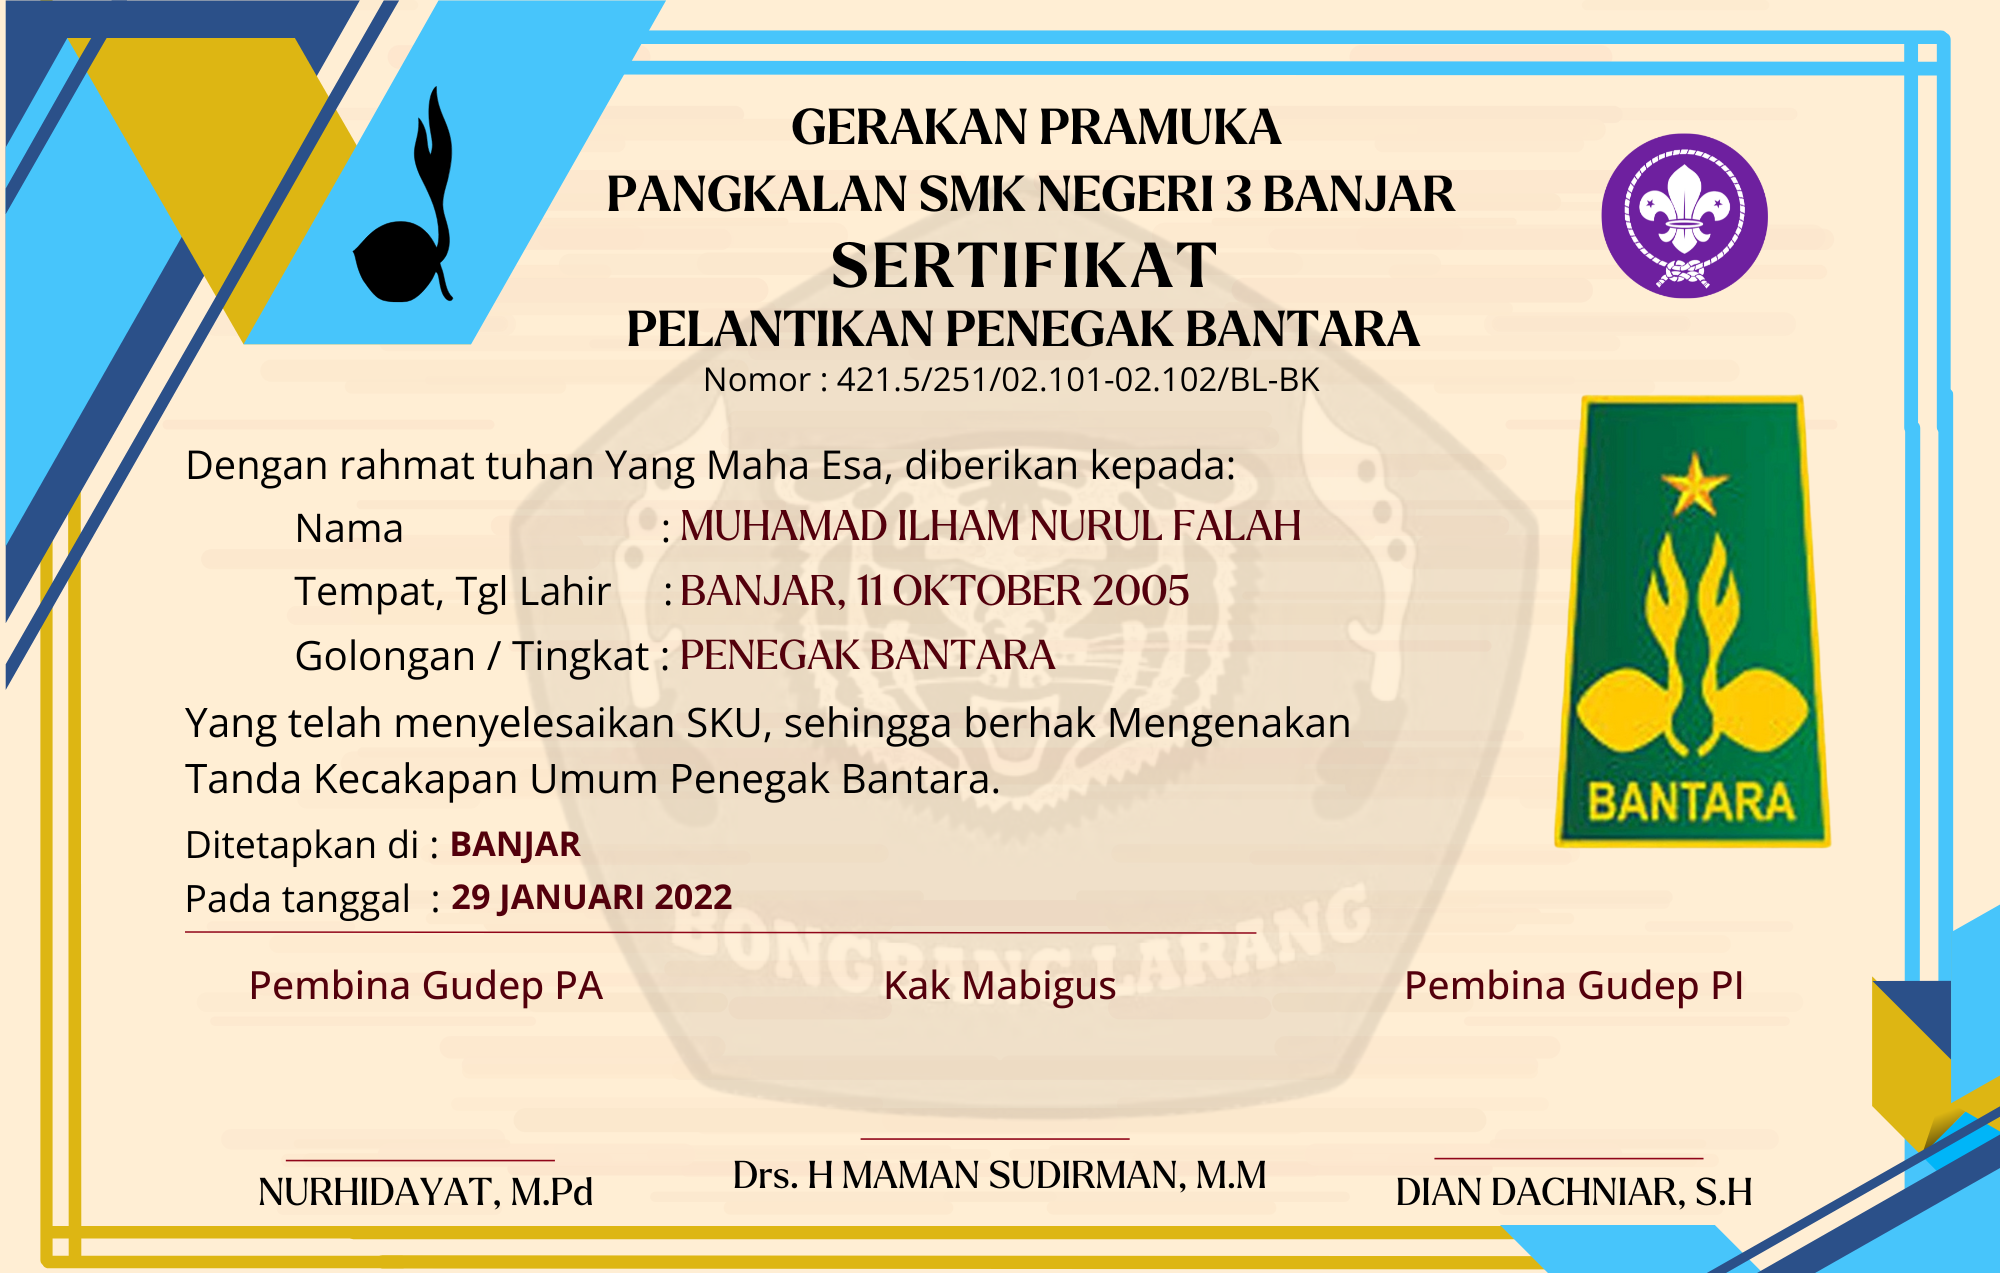 GERAKAN PRAMUKA
PANGKALAN SMK NEGERI 3 BANJAR
SERTIFIKAT
PELANTIKAN PENEGAK BANTARA
Nomor : 421.5/251/02.101-02.102/BL-BK
Dengan rahmat tuhan Yang Maha Esa, diberikan kepada:
Nama : MUHAMAD ILHAM NURUL FALAH
Tempat, Tgl Lahir : BANJAR, 11 OKTOBER 2005
Golongan / Tingkat : PENEGAK BANTARA
Yang telah menyelesaikan SKU, sehingga berhak Mengenakan
Tanda Kecakapan Umum Penegak Bantara.
BANTARA
Ditetapkan di : BANJAR
Pada tanggal : 29 JANUARI 2022
BONGBANG LARANG
Pembina Gudep PA Kak Mabigus Pembina Gudep PI
NURHIDAYAT, M.Pd Drs. H MAMAN SUDIRMAN, M.M DIAN DACHNIAR, S.H